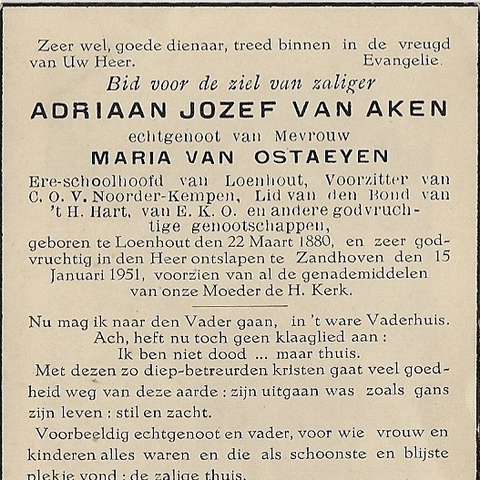 Zeer wel, goede dienaar, treed binnen in de vreugd
van Uw Heer. Evangelie.
Bid voor de ziel van zaliger
ADRIAAN JOZEF VAN AKEN
echtgenoot van Mevrouw
MARIA VAN OSTAEYEN
Ere-schoolhoofd van Loenhout, Voorzitter van
C. O. V. Noorder-Kempen, Lid van den Bond van
't H. Hart, van E. K. O. en andere godvruch-
tige genootschappen,
geboren te Loenhout den 22 Maart 1880, en zeer god-
vruchtig in den Heer ontslapen te Zandhoven den 15
Januari 1951, voorzien van al de genademiddelen
van onze Moeder de H. Kerk.
Nu mag ik naar den Vader gaan, in 't ware Vaderhuis.
Ach, heft nu toch geen klaaglied aan :
Ik ben niet dood ... maar thuis.
Met dezen zo diep-betreurden kristen gaat veel goed-
heid weg van deze aarde : zijn uitgaan was zoals gans
zijn leven : stil en zacht.
Voorbeeldig echtgenoot en vader, voor wie vrouw en
kinderen alles waren en die als schoonste en blijste
plekje vond : de zalige thuis.